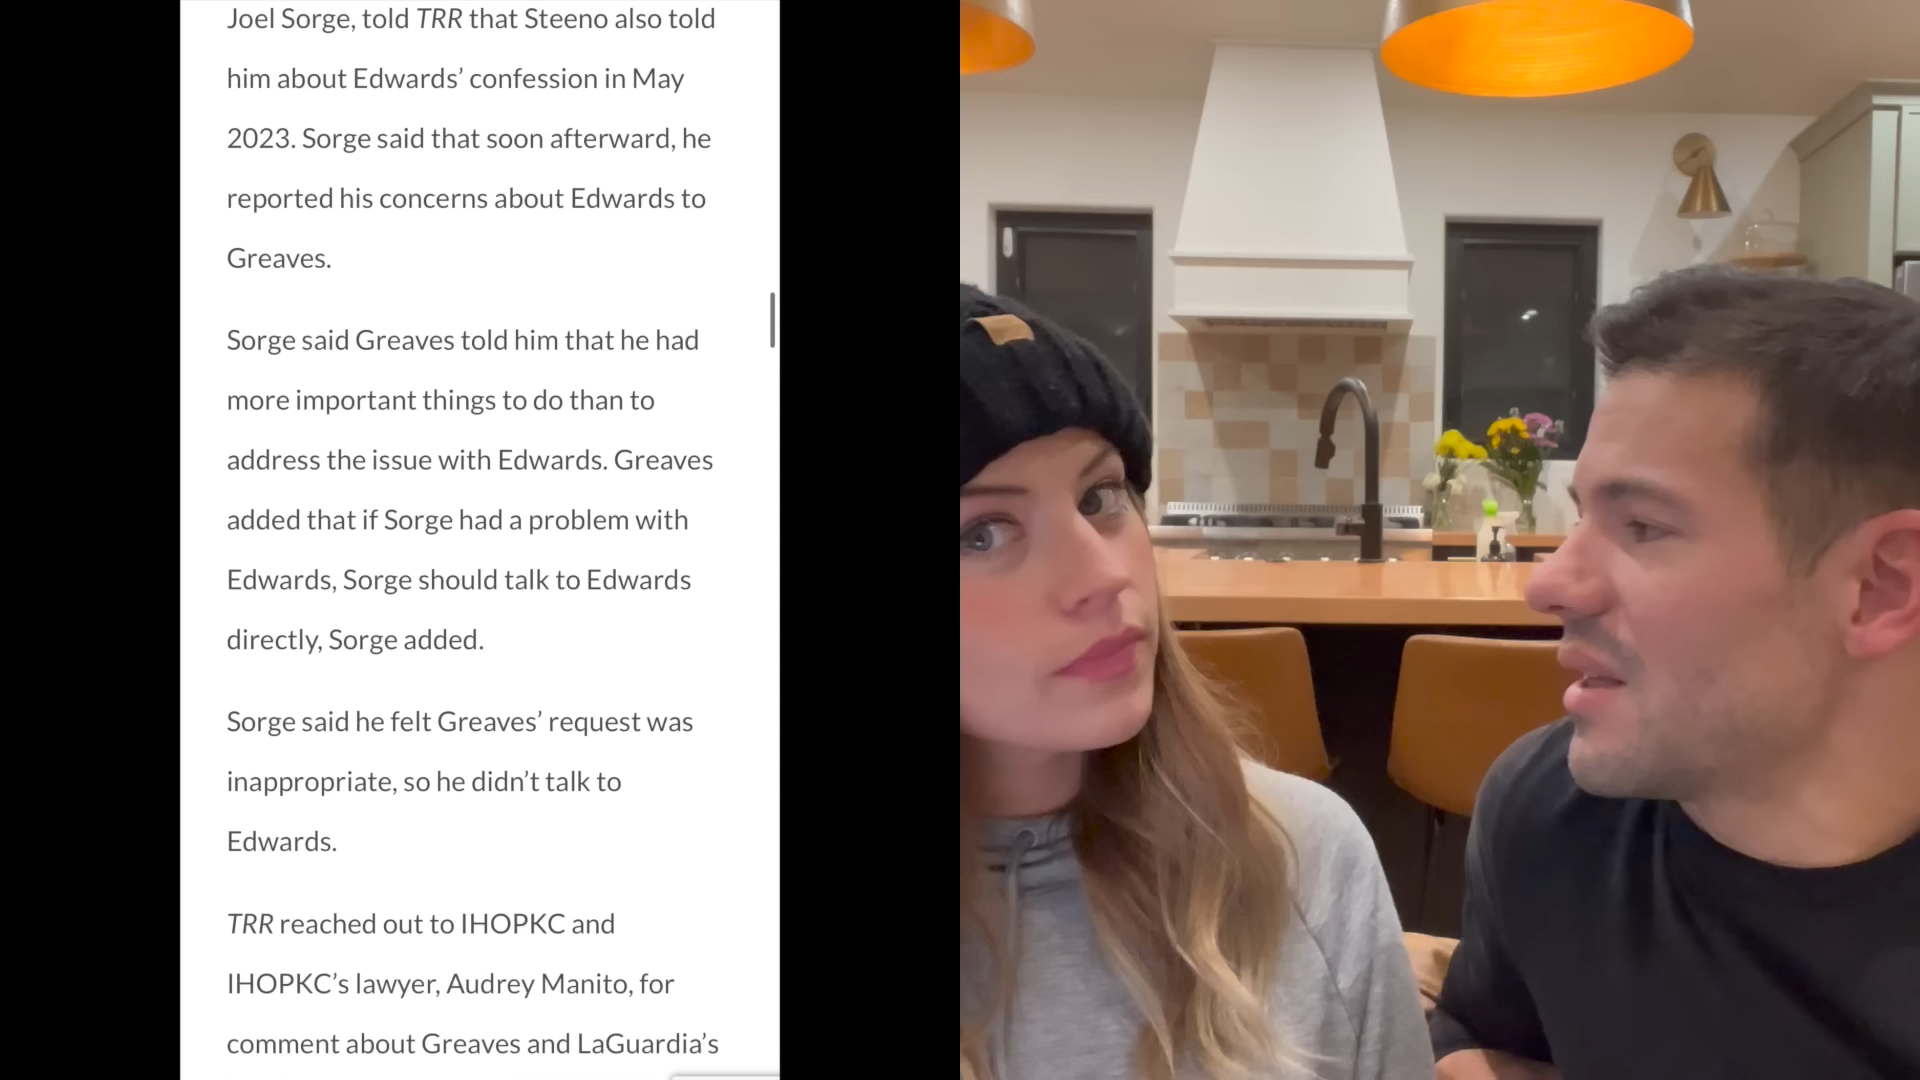 Joel Sorge, told TRR that Steeno also told
him about Edwards’ confession in May
2023. Sorge said that soon afterward, he
reported his concerns about Edwards to
Greaves.
Sorge said Greaves told him that he had
more important things to do than to
address the issue with Edwards. Greaves
added that if Sorge had a problem with
Edwards, Sorge should talk to Edwards
directly, Sorge added.
Sorge said he felt Greaves’ request was
inappropriate, so he didn’t talk to
Edwards.
TRR reached out to IHOPKC and
IHOPKC’s lawyer, Audrey Manito, for
comment about Greaves and LaGuardia’s